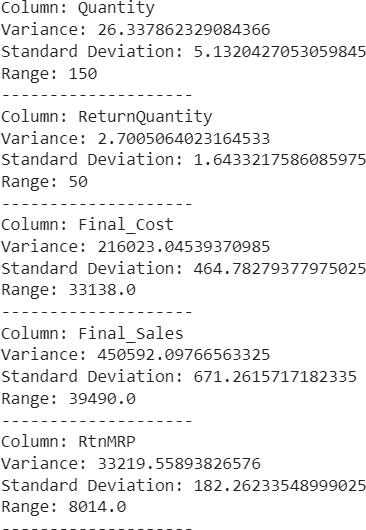 Column: Quantity
Variance: 26.337862329084366
Standard Deviation: 5.1320427053059845
Range: 150
--------------------
Column: ReturnQuantity
Variance: 2.7005064023164533
Standard Deviation: 1.6433217586085975
Range: 50
--------------------
Column: Final_Cost
Variance: 216023.04539370985
Standard Deviation: 464.78279377975025
Range: 33138.0
--------------------
Column: Final_Sales
Variance: 450592.09766563325
Standard Deviation: 671.2615717182335
Range: 39490.0
--------------------
Column: RtnMRP
Variance: 33219.55893826576
Standard Deviation: 182.26233548999025
Range: 8014.0
--------------------